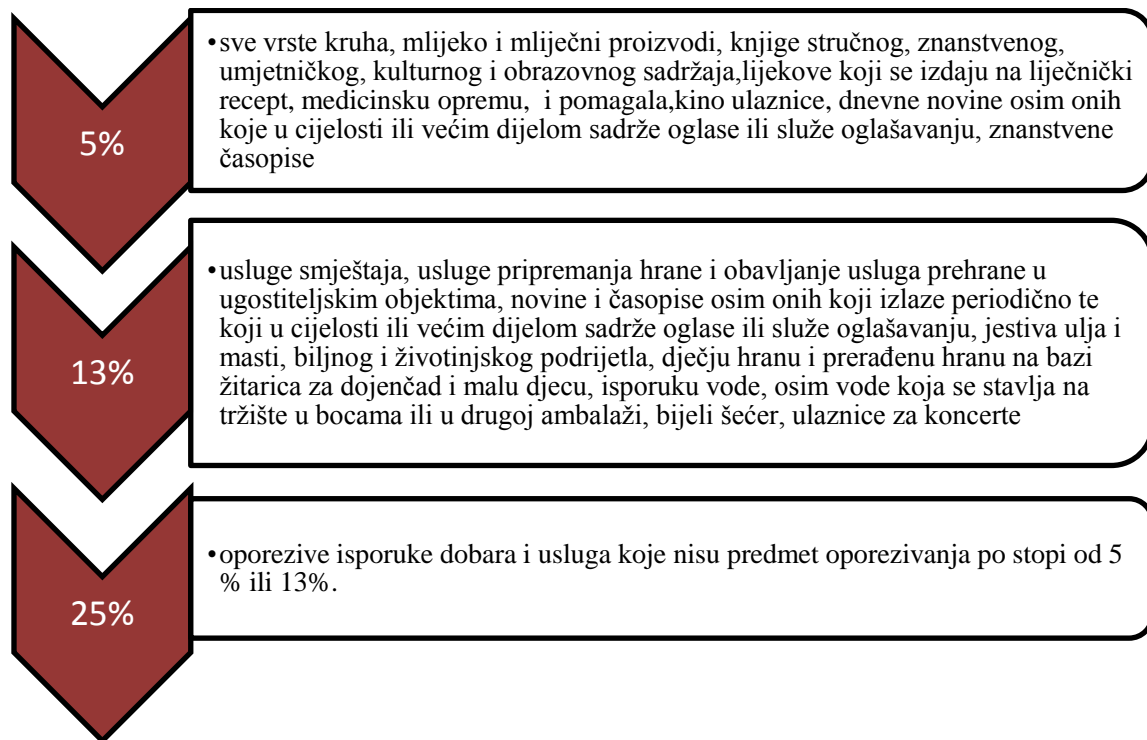 •sve vrste kruha, mlijeko i mliječni proizvodi, knjige stručnog, znanstvenog,
umjetničkog, kulturnog i obrazovnog sadržaja,lijekove koji se izdaju na liječnički
recept, medicinsku opremu,  i pomagala,kino ulaznice, dnevne novine osim onih
koje u cijelosti ili većim dijelom sadrže oglase ili služe oglašavanju, znanstvene
časopise
5%
•usluge smještaja, usluge pripremanja hrane i obavljanje usluga prehrane u
ugostiteljskim objektima, novine i časopise osim onih koji izlaze periodično te
koji u cijelosti ili većim dijelom sadrže oglase ili služe oglašavanju, jestiva ulja i
masti, biljnog i životinjskog podrijetla, dječju hranu i prerađenu hranu na bazi
žitarica za dojenčad i malu djecu, isporuku vode, osim vode koja se stavlja na
tržište u bocama ili u drugoj ambalaži, bijeli šećer, ulaznice za koncerte
13%
•oporezive isporuke dobara i usluga koje nisu predmet oporezivanja po stopi od 5
% ili 13%.
25%